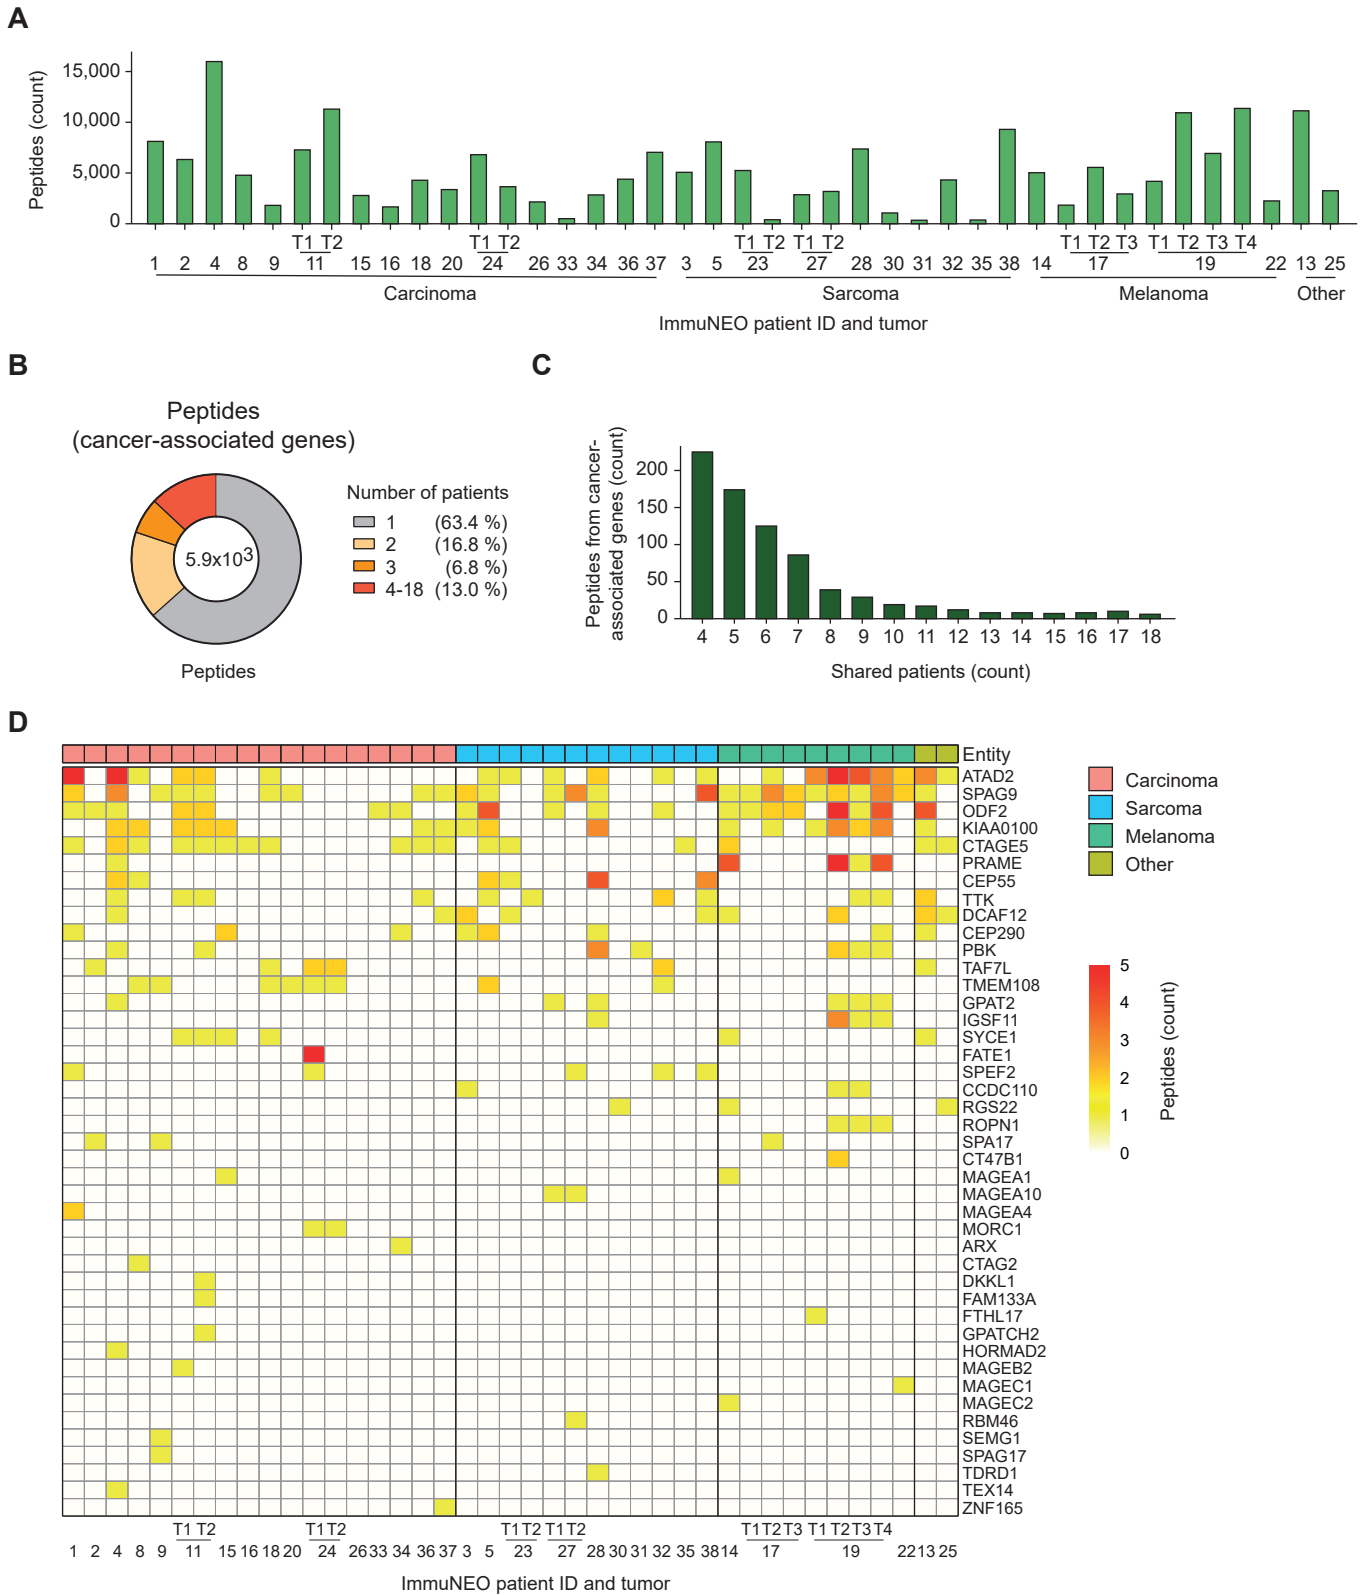 A
Peptides (count)
15,000
10,000
5,000
0
T1 T2 T1 T2 T1 T2 T1 T2 T1 T2 T3 T1 T2 T3 T4
1 2 4 8 9 11 15 16 18 20 24 26 33 34 36 37 3 5 23 27 28 30 31 32 35 38 14 17 19 22 13 25
Carcinoma Sarcoma Melanoma Other
ImmuNEO patient ID and tumor
B
Peptides
(cancer-associated genes)
5.9x10³
Peptides
Number of patients
1 (63.4 %)
2 (16.8 %)
3 (6.8 %)
4-18 (13.0 %)
C
Peptides from cancer-
associated genes (count)
200
150
100
50
0
4 5 6 7 8 9 10 11 12 13 14 15 16 17 18
Shared patients (count)
D
Entity
ATAD2
SPAG9
ODF2
KIAA0100
CTAGE5
PRAME
CEP55
TTK
DCAF12
CEP290
PBK
TAF7L
TMEM108
GPAT2
IGSF11
SYCE1
FATE1
SPEF2
CCDC110
RGS22
ROPN1
SPA17
CT47B1
MAGEA1
MAGEA10
MAGEA4
MORC1
ARX
CTAG2
DKKL1
FAM133A
FTHL17
GPATCH2
HORMAD2
MAGEB2
MAGEC1
MAGEC2
RBM46
SEMG1
SPAG17
TDRD1
TEX14
ZNF165
T1 T2 T1 T2 T1 T2 T1 T2 T1 T2 T3 T1 T2 T3 T4
1 2 4 8 9 11 15 16 18 20 24 26 33 34 36 37 3 5 23 27 28 30 31 32 35 38 14 17 19 22 13 25
ImmuNEO patient ID and tumor
Carcinoma
Sarcoma
Melanoma
Other
5
4
3
2
1
0
Peptides (count)